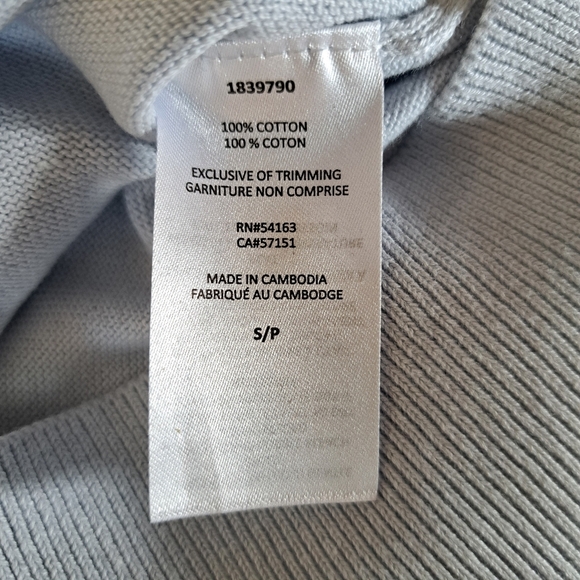 1839790
100% COTTON
100 % COTON
EXCLUSIVE OF TRIMMING
GARNITURE NON COMPRISE
RN#54163
CA#57151
MADE IN CAMBODIA
FABRIQUÉ AU CAMBODGE
S/P